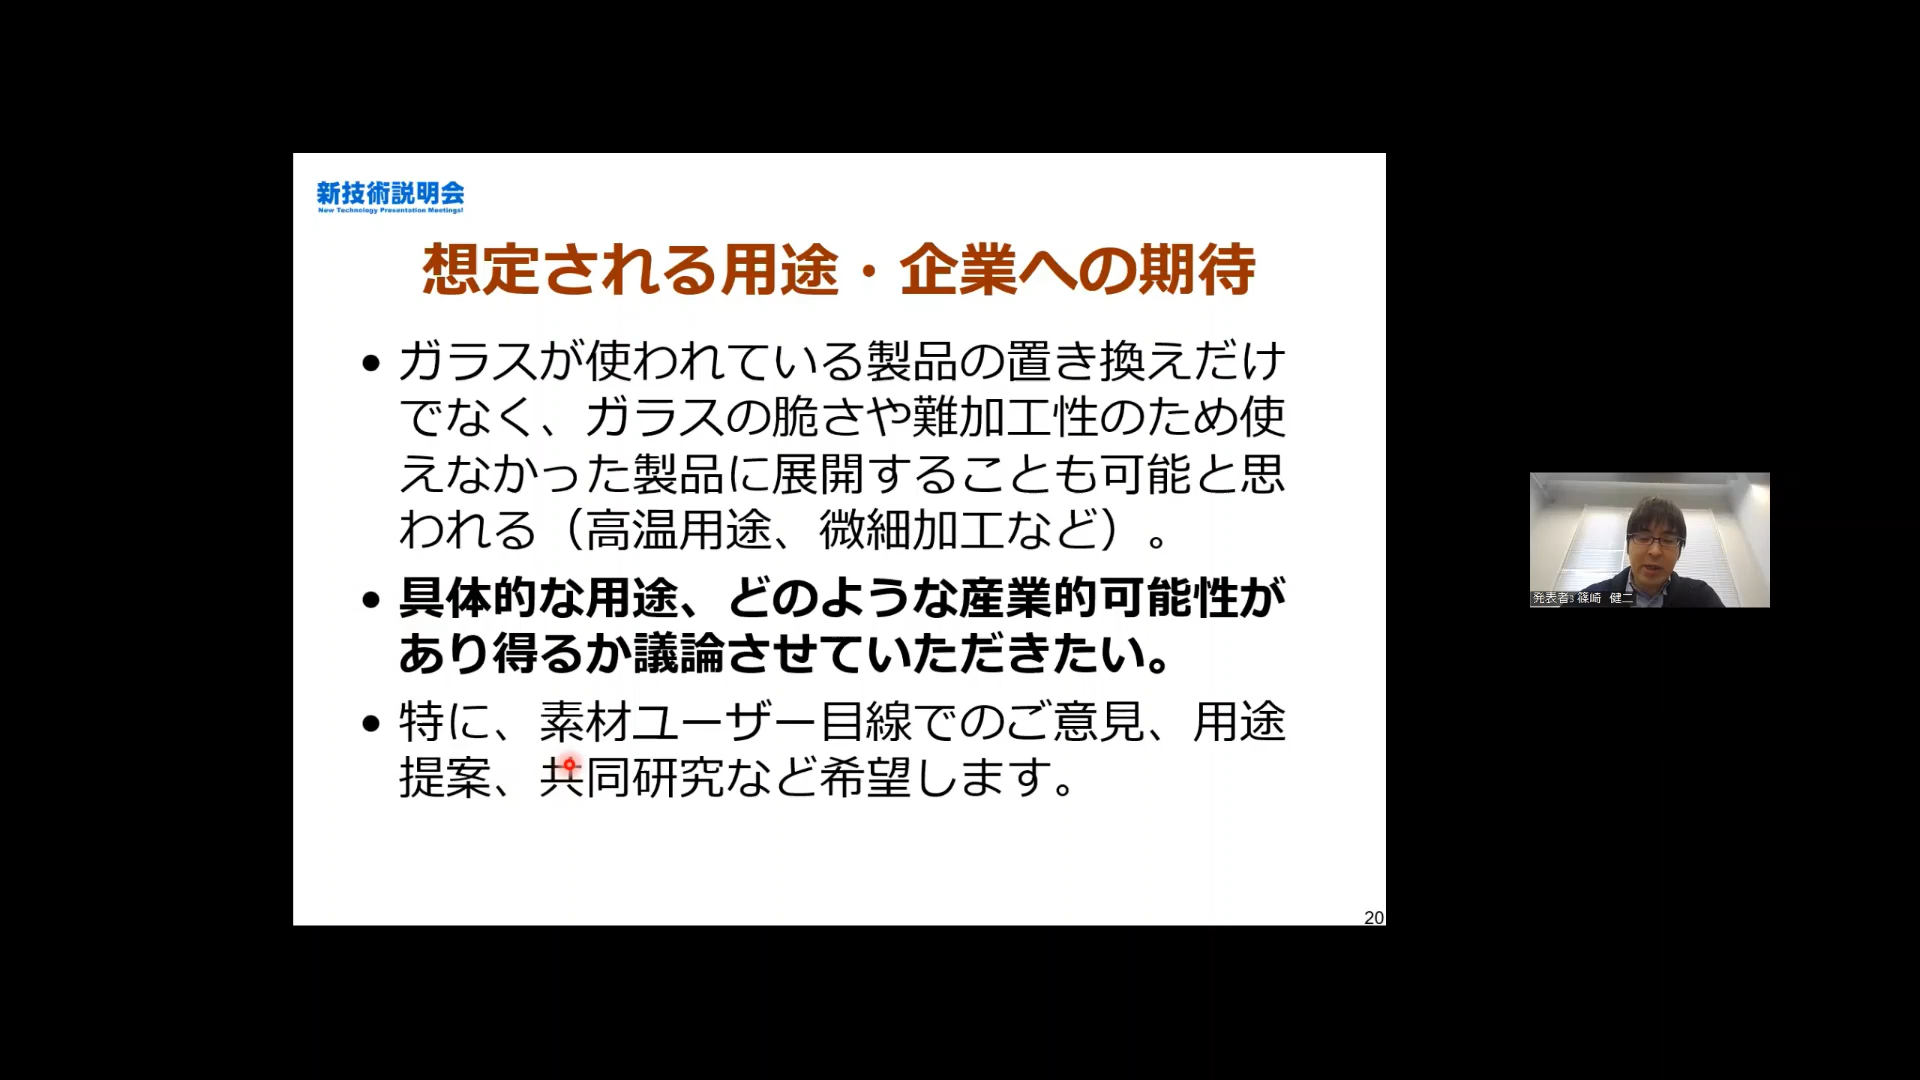 新技術説明会
New Technology Presentation Meetings!
想定される用途・企業への期待
• ガラスが使われている製品の置き換えだけ
でなく、ガラスの脆さや難加工性のため使
えなかった製品に展開することも可能と思
われる（高温用途、微細加工など）。
• 具体的な用途、どのような産業的可能性が
あり得るか議論させていただきたい。
• 特に、素材ユーザー目線でのご意見、用途
提案、共同研究など希望します。
20
発表者3 篠崎 健二